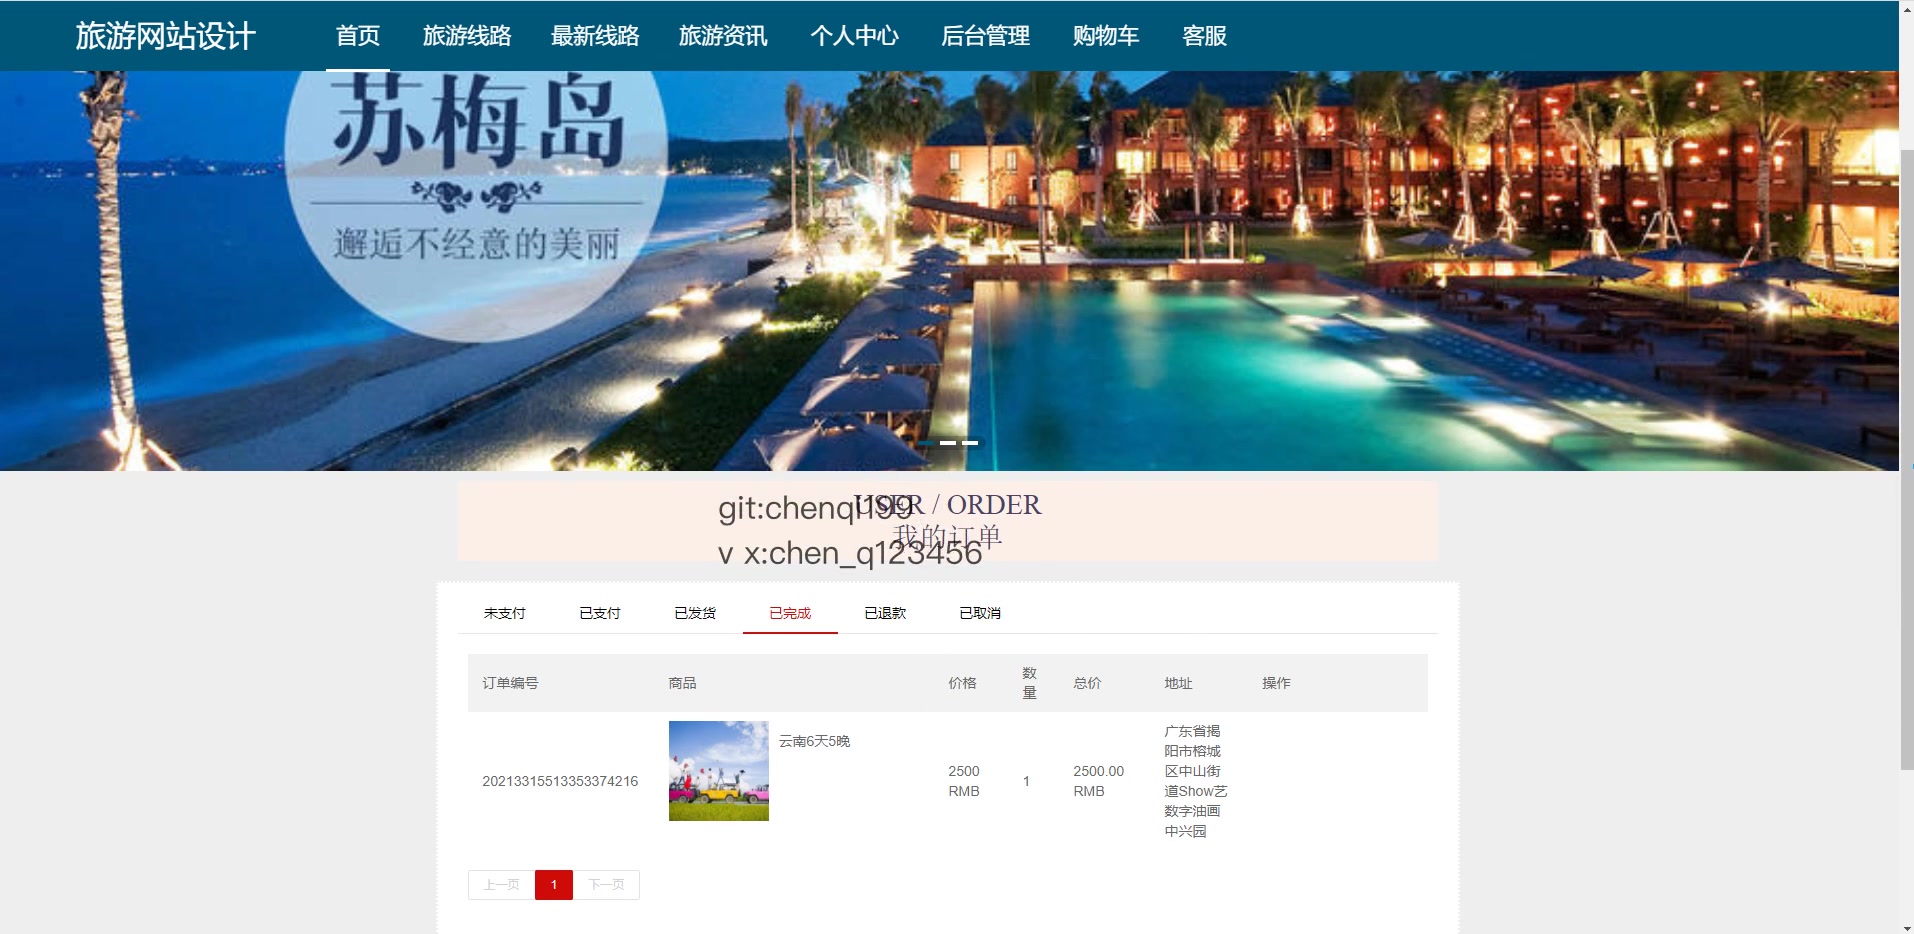 旅游网站设计
首页
旅游线路
最新线路
旅游资讯
个人中心
后台管理
购物车
客服
苏梅岛
邂逅不经意的美丽
USER / ORDER
git:chenqi199
我的订单
v x:chen_q123456
未支付
已支付
已发货
已完成
已退款
已取消
订单编号
商品
价格
数
量
总价
地址
操作
20213315513353374216
云南6天5晚
2500
RMB
1
2500.00
RMB
广东省揭
阳市榕城
区中山街
道Show艺
数字油画
中兴园
上一页
1
下一页